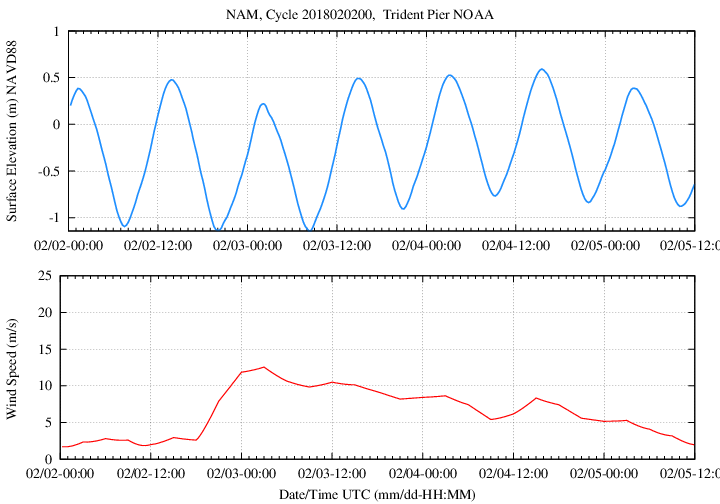 NAM, Cycle 2018020200,  Trident Pier NOAA
Surface Elevation (m) NAVD88
1
0.5
0
-0.5
-1
02/02-00:00 02/02-12:00 02/03-00:00 02/03-12:00 02/04-00:00 02/04-12:00 02/05-00:00 02/05-12:0
Wind Speed (m/s)
25
20
15
10
5
0
02/02-00:00 02/02-12:00 02/03-00:00 02/03-12:00 02/04-00:00 02/04-12:00 02/05-00:00 02/05-12:0
Date/Time UTC (mm/dd-HH:MM)